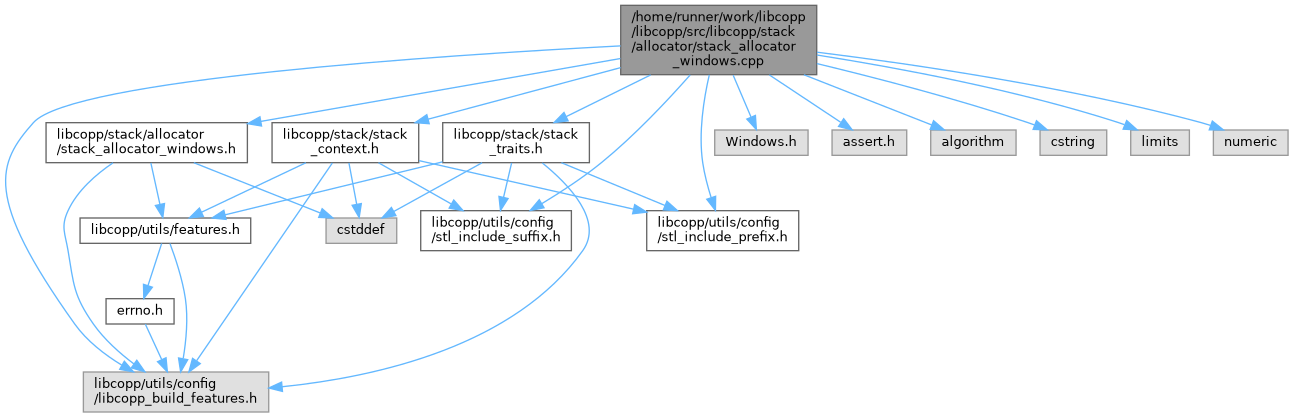 /home/runner/work/libcopp
/libcopp/src/libcopp/stack
/allocator/stack_allocator
_windows.cpp
libcopp/stack/allocator
/stack_allocator_windows.h
libcopp/stack/stack
_context.h
libcopp/stack/stack
_traits.h
Windows.h
assert.h
algorithm
cstring
limits
numeric
libcopp/utils/features.h
cstddef
libcopp/utils/config
/stl_include_suffix.h
libcopp/utils/config
/stl_include_prefix.h
errno.h
libcopp/utils/config
/libcopp_build_features.h